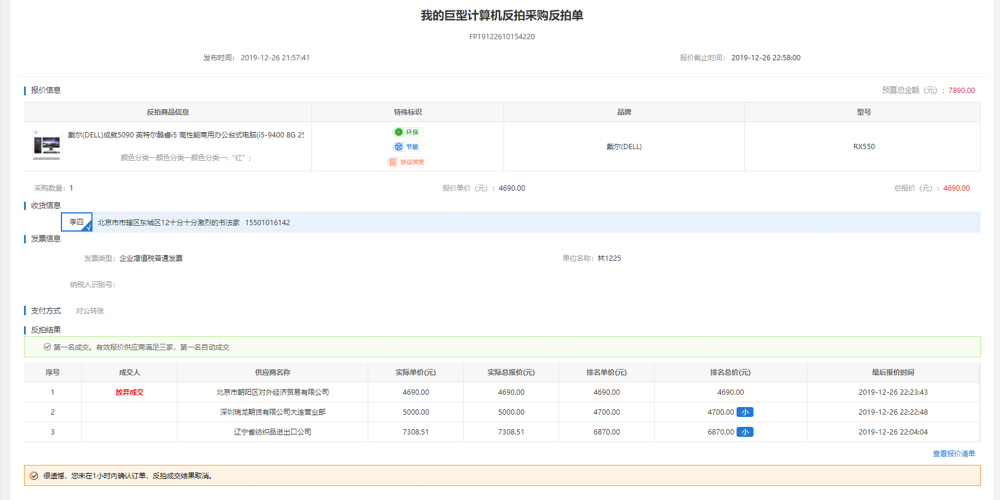 我的巨型计算机反拍采购反拍单
FP19122610154220
发布时间： 2019-12-26 21:57:41 报价截止时间： 2019-12-26 22:58:00
报价信息 预算总金额（元）：7890.00
反拍商品信息 特殊标识 品牌 型号
戴尔(DELL)成就5090 英特尔酷睿i5 高性能商用办公台式电脑(i5-9400 8G 25
颜色分类一颜色分类一颜色分类一:“红”;
环保
节能
协议供货
戴尔(DELL) RX550
采购数量：1 报价单价（元）：4690.00 总报价（元）：4690.00
收货信息
李四 北京市市辖区东城区12十分十分激烈的书法家 15501016142
发票信息
发票类型：企业增值税普通发票 单位名称：林1225
纳税人识别号：
支付方式 对公转账
反拍结果
第一名成交。有效报价供应商满足三家，第一名自动成交
序号 成交人 供应商名称 实际单价(元) 实际总报价(元) 排名单价(元) 排名总价(元) 最后报价时间
1 放弃成交 北京市朝阳区对外经济贸易有限公司 4690.00 4690.00 4690.00 4690.00 2019-12-26 22:23:43
2 深圳瑞龙期货有限公司大连营业部 5000.00 5000.00 4700.00 4700.00 小 2019-12-26 22:22:48
3 辽宁省纺织品进出口公司 7308.51 7308.51 6870.00 6870.00 小 2019-12-26 22:04:04
查看报价清单
很遗憾，您未在1小时内确认订单，反拍成交结果取消。